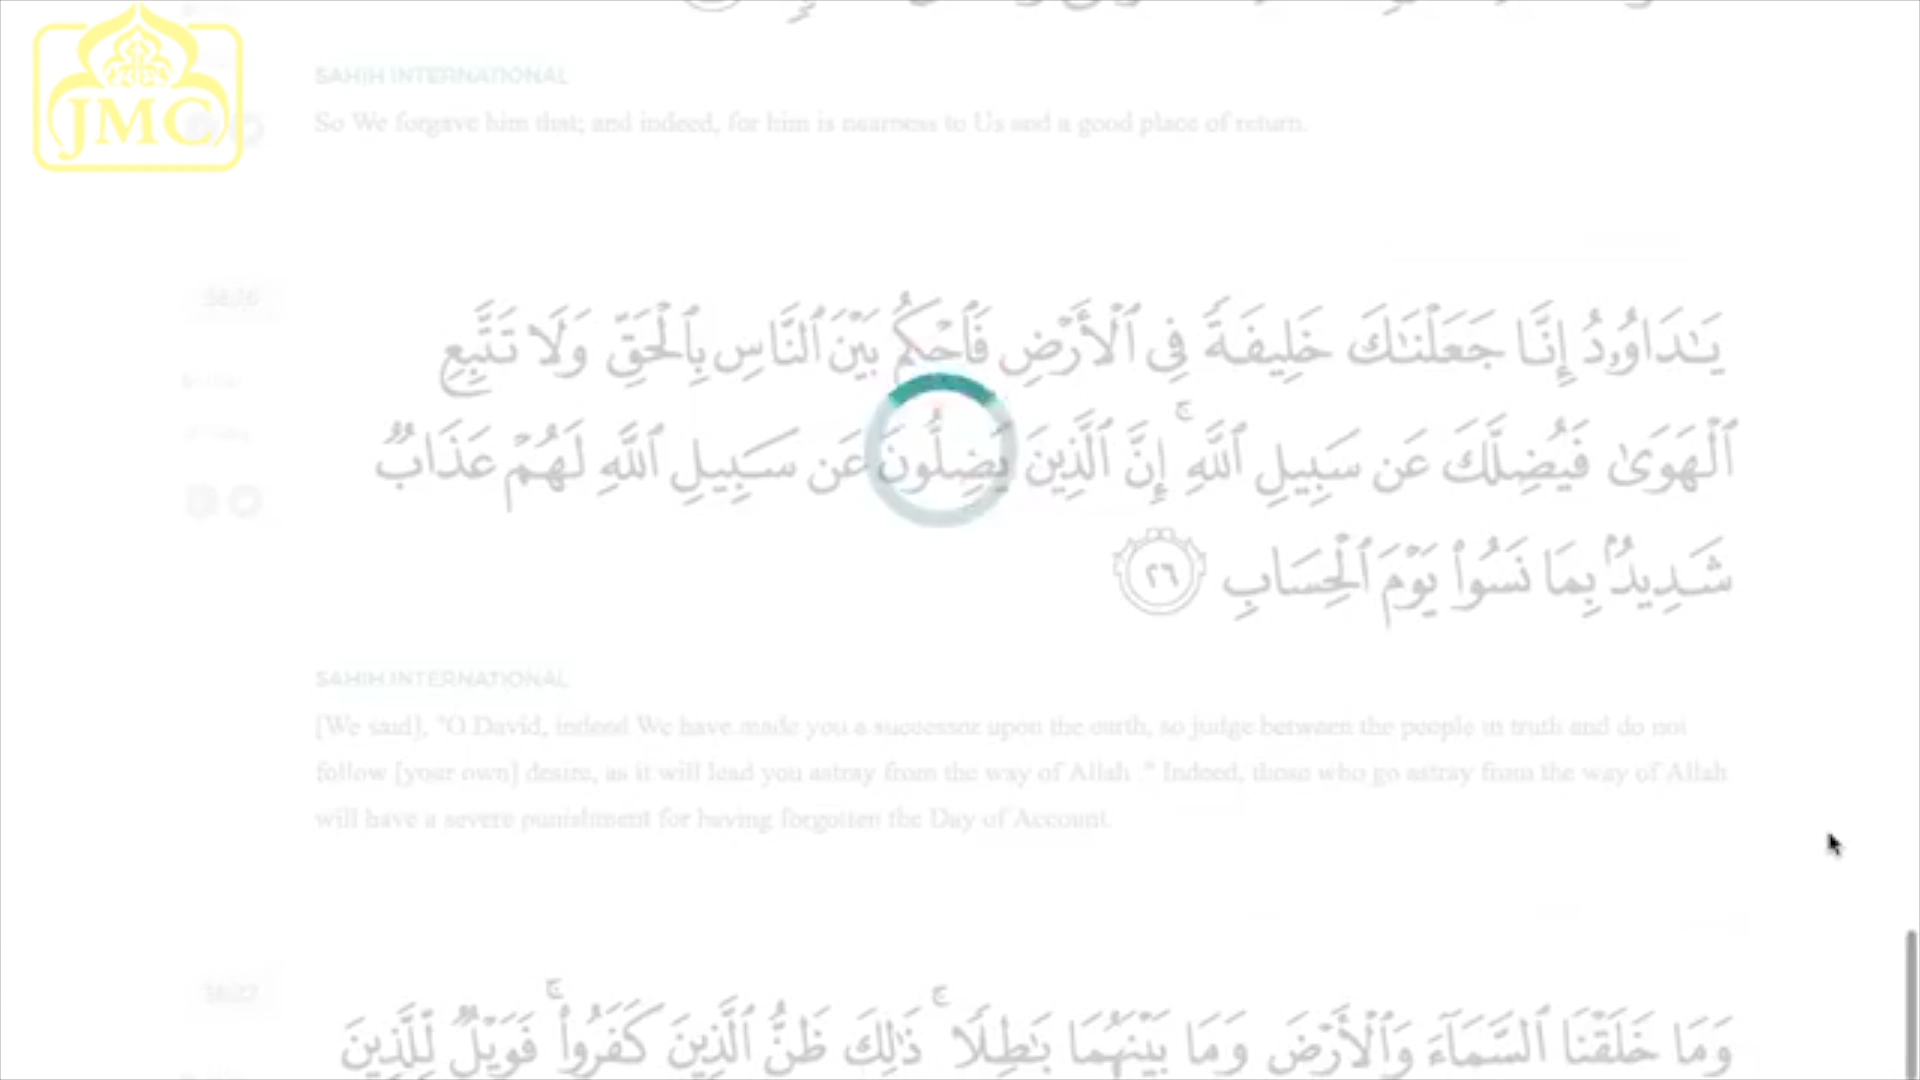 JMC
SAHIH INTERNATIONAL
So We forgave him that; and indeed, for him is nearness to Us and a good place of return.
38:26
يَـٰدَاوُۥدُ إِنَّا جَعَلْنَـٰكَ خَلِيفَةً فِى ٱلْأَرْضِ فَٱحْكُم بَيْنَ ٱلنَّاسِ بِٱلْحَقِّ وَلَا تَتَّبِعِ
ٱلْهَوَىٰ فَيُضِلَّكَ عَن سَبِيلِ ٱللَّهِ ۚ إِنَّ ٱلَّذِينَ يَضِلُّونَ عَن سَبِيلِ ٱللَّهِ لَهُمْ عَذَابٌ
شَدِيدٌۢ بِمَا نَسُوا۟ يَوْمَ ٱلْحِسَابِ ٢٦
SAHIH INTERNATIONAL
[We said], "O David, indeed We have made you a successor upon the earth, so judge between the people in truth and do not
follow [your own] desire, as it will lead you astray from the way of Allah ." Indeed, those who go astray from the way of Allah
will have a severe punishment for having forgotten the Day of Account.
38:27
وَمَا خَلَقْنَا ٱلسَّمَآءَ وَٱلْأَرْضَ وَمَا بَيْنَهُمَا بَـٰطِلًا ۚ ذَٰلِكَ ظَنُّ ٱلَّذِينَ كَفَرُوا۟ ۚ فَوَيْلٌ لِّلَّذِينَ